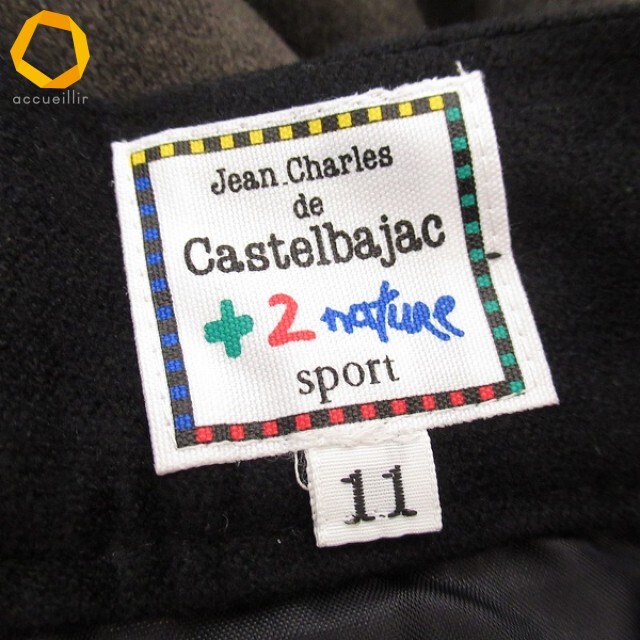 accueillir
Jean.Charles
de
Castelbajac
+ 2 nature
sport
11